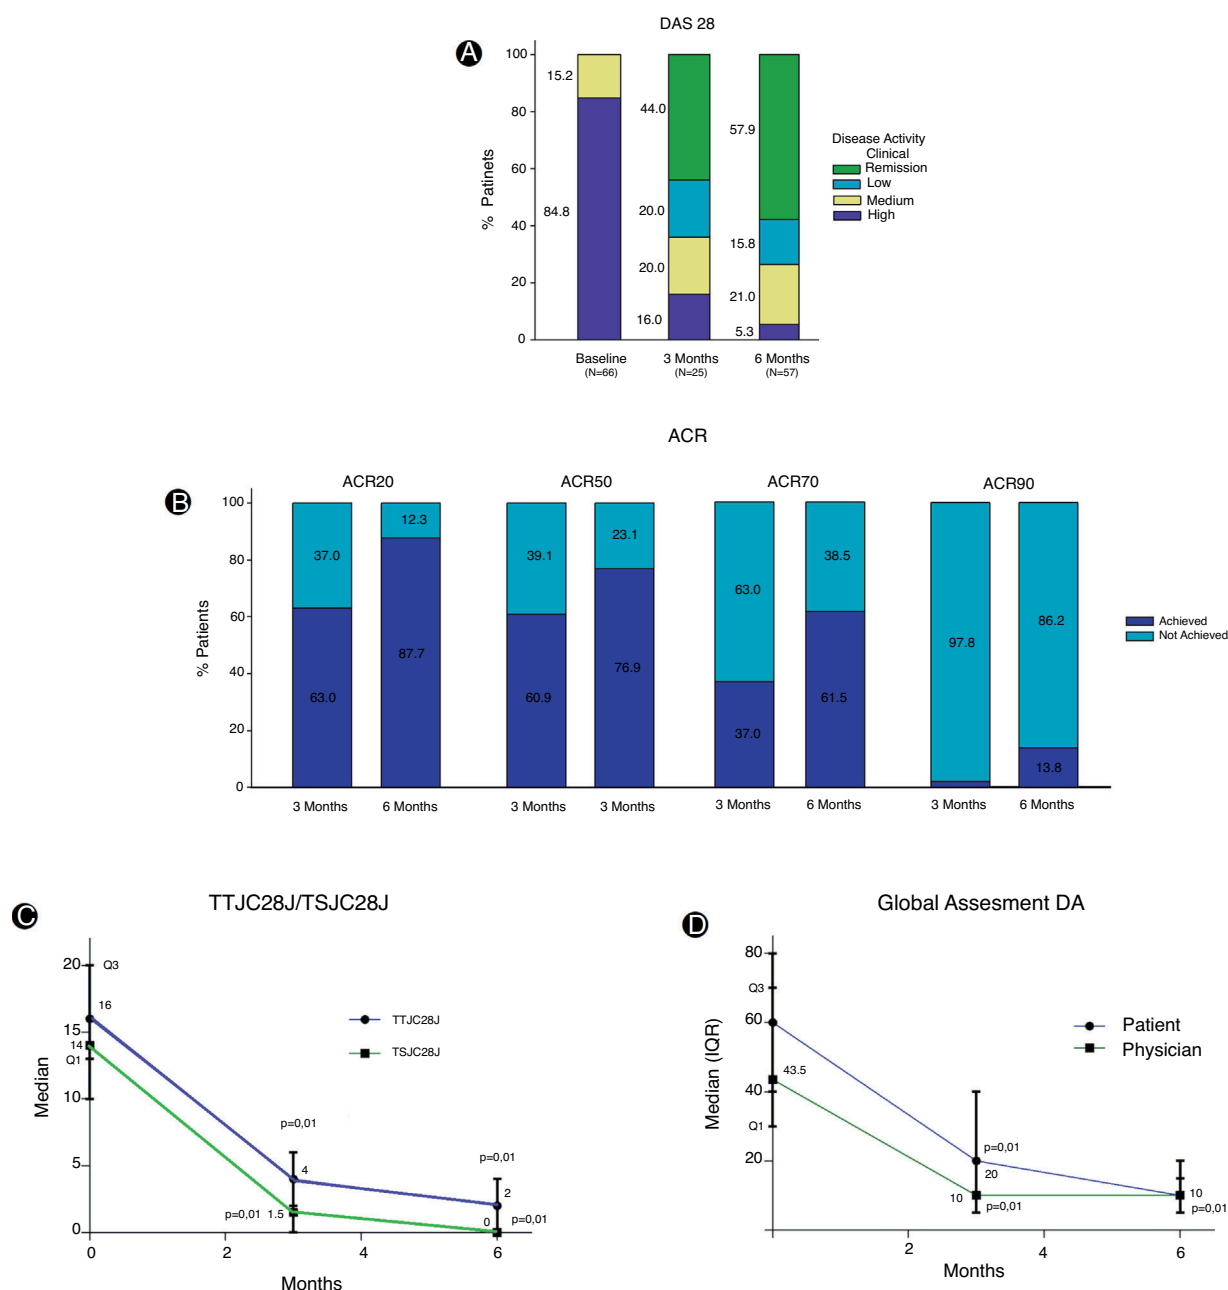 DAS 28
A
100
80
60
40
20
0
% Patinets
15.2
84.8
44.0
20.0
20.0
16.0
57.9
15.8
21.0
5.3
Baseline
(N=66)
3 Months
(N=25)
6 Months
(N=57)
Disease Activity
Clinical
Remission
Low
Medium
High
ACR
B
ACR20
ACR50
ACR70
ACR90
100
80
60
40
20
0
% Patients
37.0
63.0
12.3
87.7
39.1
60.9
23.1
76.9
63.0
37.0
38.5
61.5
97.8
86.2
13.8
3 Months
6 Months
3 Months
3 Months
3 Months
6 Months
3 Months
6 Months
Achieved
Not Achieved
C
TTJC28J/TSJC28J
20
15
10
5
0
Median
Q3
16
14
Q1
p=0,01
4
p=0,01
1.5
p=0,01
2
0
p=0,01
TTJC28J
TSJC28J
0
2
4
6
Months
D
Global Assesment DA
80
60
40
20
Median (IQR)
Q3
43.5
Q1
p=0,01
20
10
p=0,01
10
p=0,01
Patient
Physician
2
4
6
Months